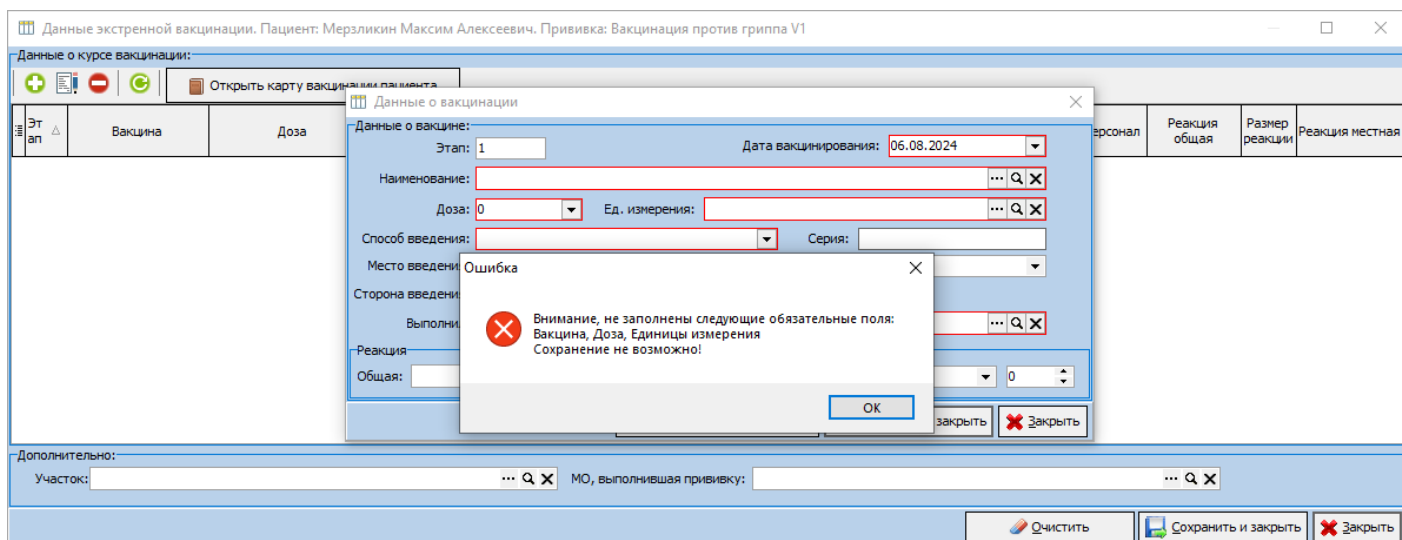 Данные экстренной вакцинации. Пациент: Мерзликин Максим Алексеевич. Прививка: Вакцинация против гриппа V1
Данные о курсе вакцинации:
Открыть карту вакцинации пациента
Данные о вакцинации
Эт ап Вакцина Доза
Реакция общая
Размер реакции
Реакция местная
Данные о вакцине:
Этап: 1 Дата вакцинирования: 06.08.2024
Наименование:
Доза: 0 Ед. измерения:
Способ введения: Серия:
Место введени
Сторона введени
Выполни
Ошибка
Внимание, не заполнены следующие обязательные поля:
Вакцина, Доза, Единицы измерения
Сохранение не возможно!
OK
Реакция
Общая: 0
закрыть Закрыть
Дополнительно:
Участок: МО, выполнившая прививку:
Очистить Сохранить и закрыть Закрыть